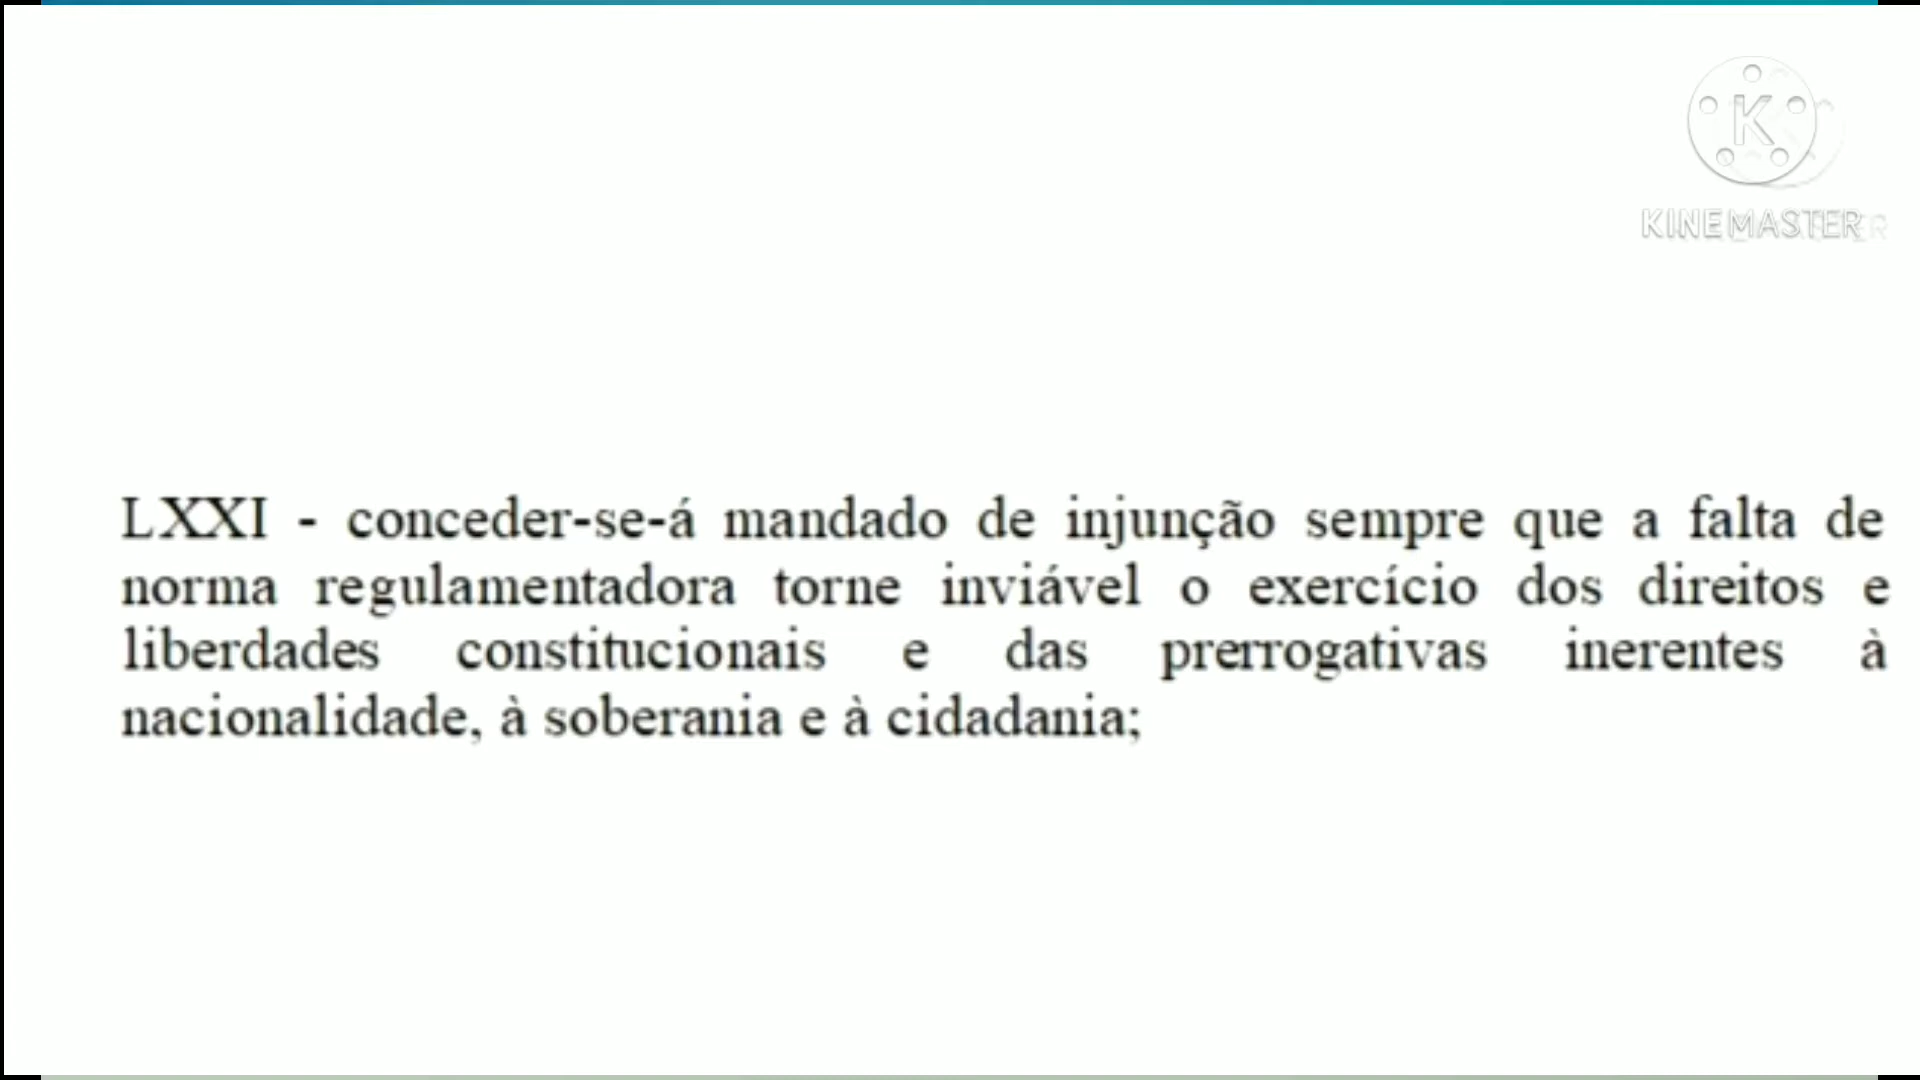 K
KINEMASTER
LXXI - conceder-se-á mandado de injunção sempre que a falta de
norma regulamentadora torne inviável o exercício dos direitos e
liberdades constitucionais e das prerrogativas inerentes à
nacionalidade, à soberania e à cidadania;